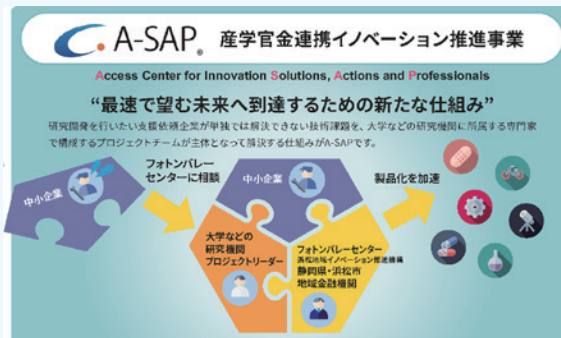 A-SAP® 産学官金連携イノベーション推進事業
Access Center for Innovation Solutions, Actions and Professionals
“最速で望む未来へ到達するための新たな仕組み”
研究開発を行いたい支援依頼企業が単独では解決できない技術課題を、大学などの研究機関に所属する専門家
で構成するプロジェクトチームが主体となって解決する仕組みがA-SAPです。
中小企業
フォトンバレー
センターに相談
中小企業
製品化を加速
大学などの
研究機関
プロジェクトリーダー
フォトンバレーセンター
浜松地域イノベーション推進機構
静岡県・浜松市
地域金融機関